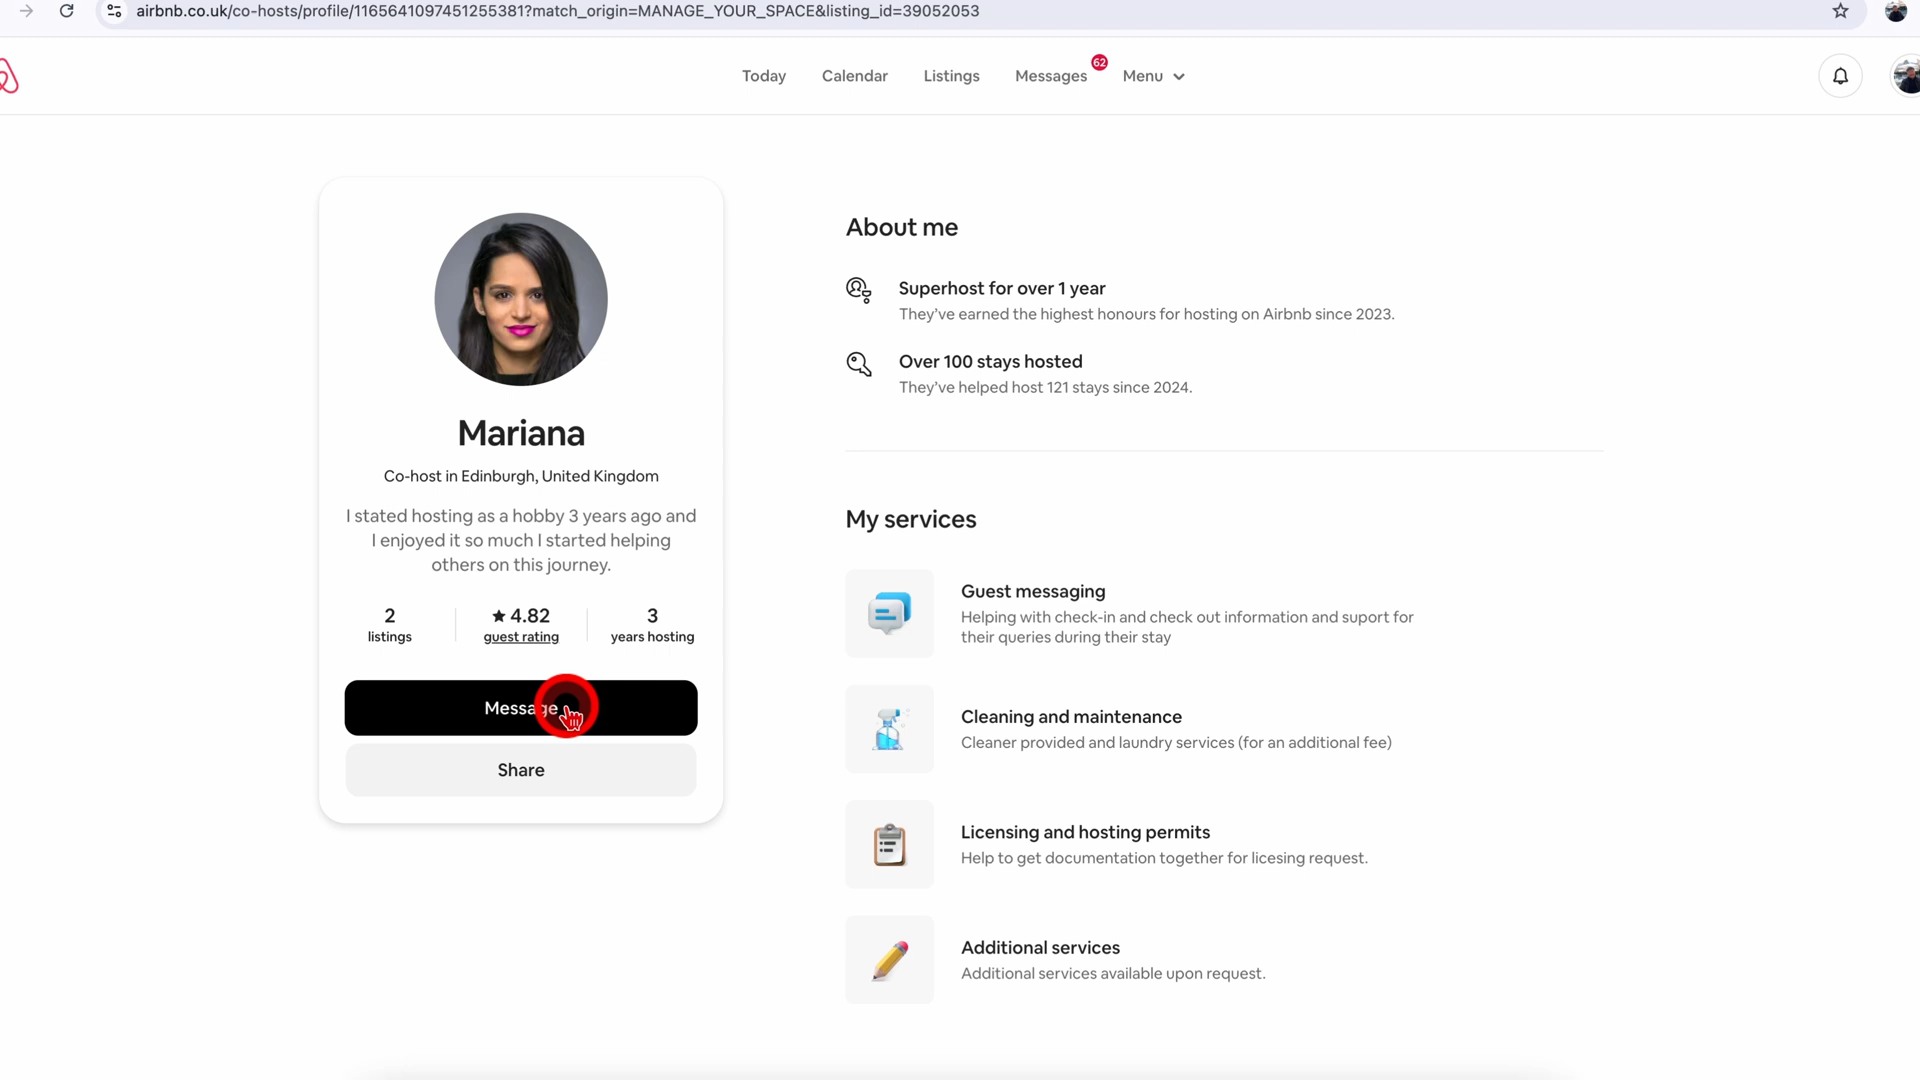 airbnb.co.uk/co-hosts/profile/1165641097451255381?match_origin=MANAGE_YOUR_SPACE&listing_id=39052053
Today
Calendar
Listings
Messages
62
Menu
Mariana
Co-host in Edinburgh, United Kingdom
I stated hosting as a hobby 3 years ago and
I enjoyed it so much I started helping
others on this journey.
2
listings
★ 4.82
guest rating
3
years hosting
Message
Share
About me
Superhost for over 1 year
They’ve earned the highest honours for hosting on Airbnb since 2023.
Over 100 stays hosted
They’ve helped host 121 stays since 2024.
My services
Guest messaging
Helping with check-in and check out information and suport for
their queries during their stay
Cleaning and maintenance
Cleaner provided and laundry services (for an additional fee)
Licensing and hosting permits
Help to get documentation together for licesing request.
Additional services
Additional services available upon request.